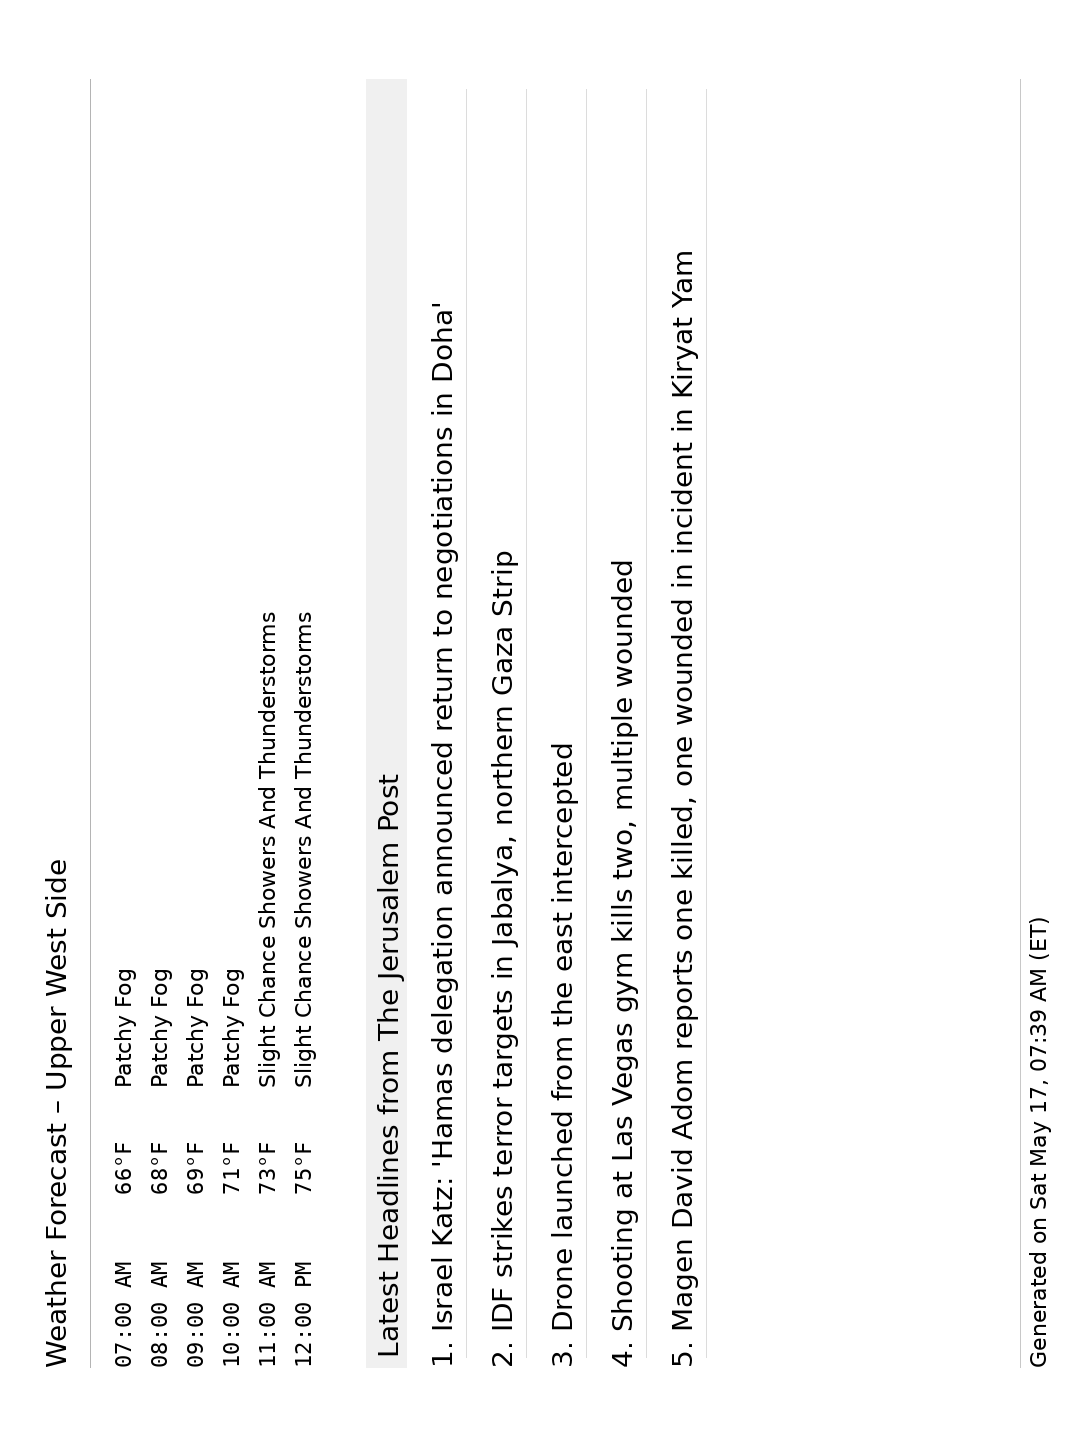 Weather Forecast – Upper West Side
07:00 AM 66°F Patchy Fog
08:00 AM 68°F Patchy Fog
09:00 AM 69°F Patchy Fog
10:00 AM 71°F Patchy Fog
11:00 AM 73°F Slight Chance Showers And Thunderstorms
12:00 PM 75°F Slight Chance Showers And Thunderstorms
Latest Headlines from The Jerusalem Post
1. Israel Katz: 'Hamas delegation announced return to negotiations in Doha'
2. IDF strikes terror targets in Jabalya, northern Gaza Strip
3. Drone launched from the east intercepted
4. Shooting at Las Vegas gym kills two, multiple wounded
5. Magen David Adom reports one killed, one wounded in incident in Kiryat Yam
Generated on Sat May 17, 07:39 AM (ET)